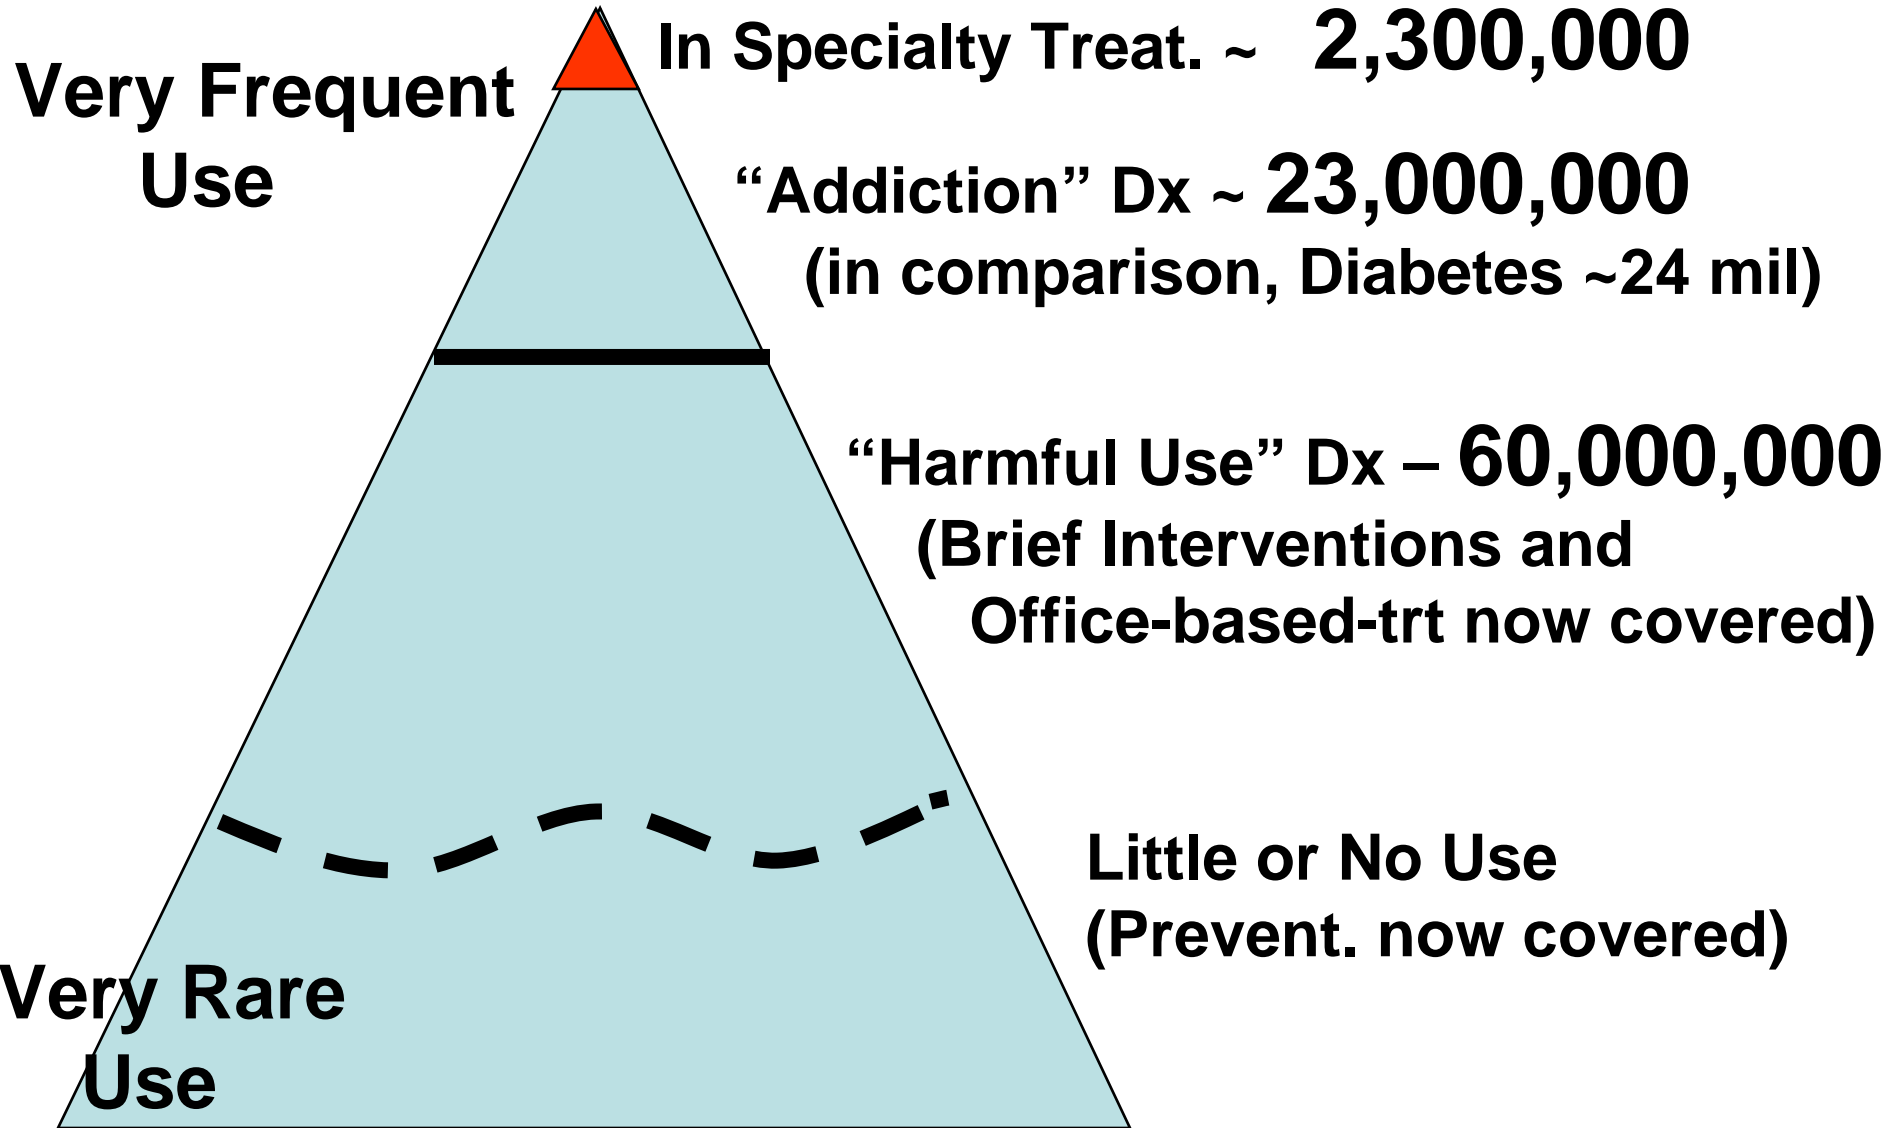 In Specialty Treat. ~ 2,300,000
Very Frequent
Use
“Addiction” Dx ~ 23,000,000
(in comparison, Diabetes ~24 mil)
“Harmful Use” Dx – 60,000,000
(Brief Interventions and
Office-based-trt now covered)
Little or No Use
(Prevent. now covered)
Very Rare
Use